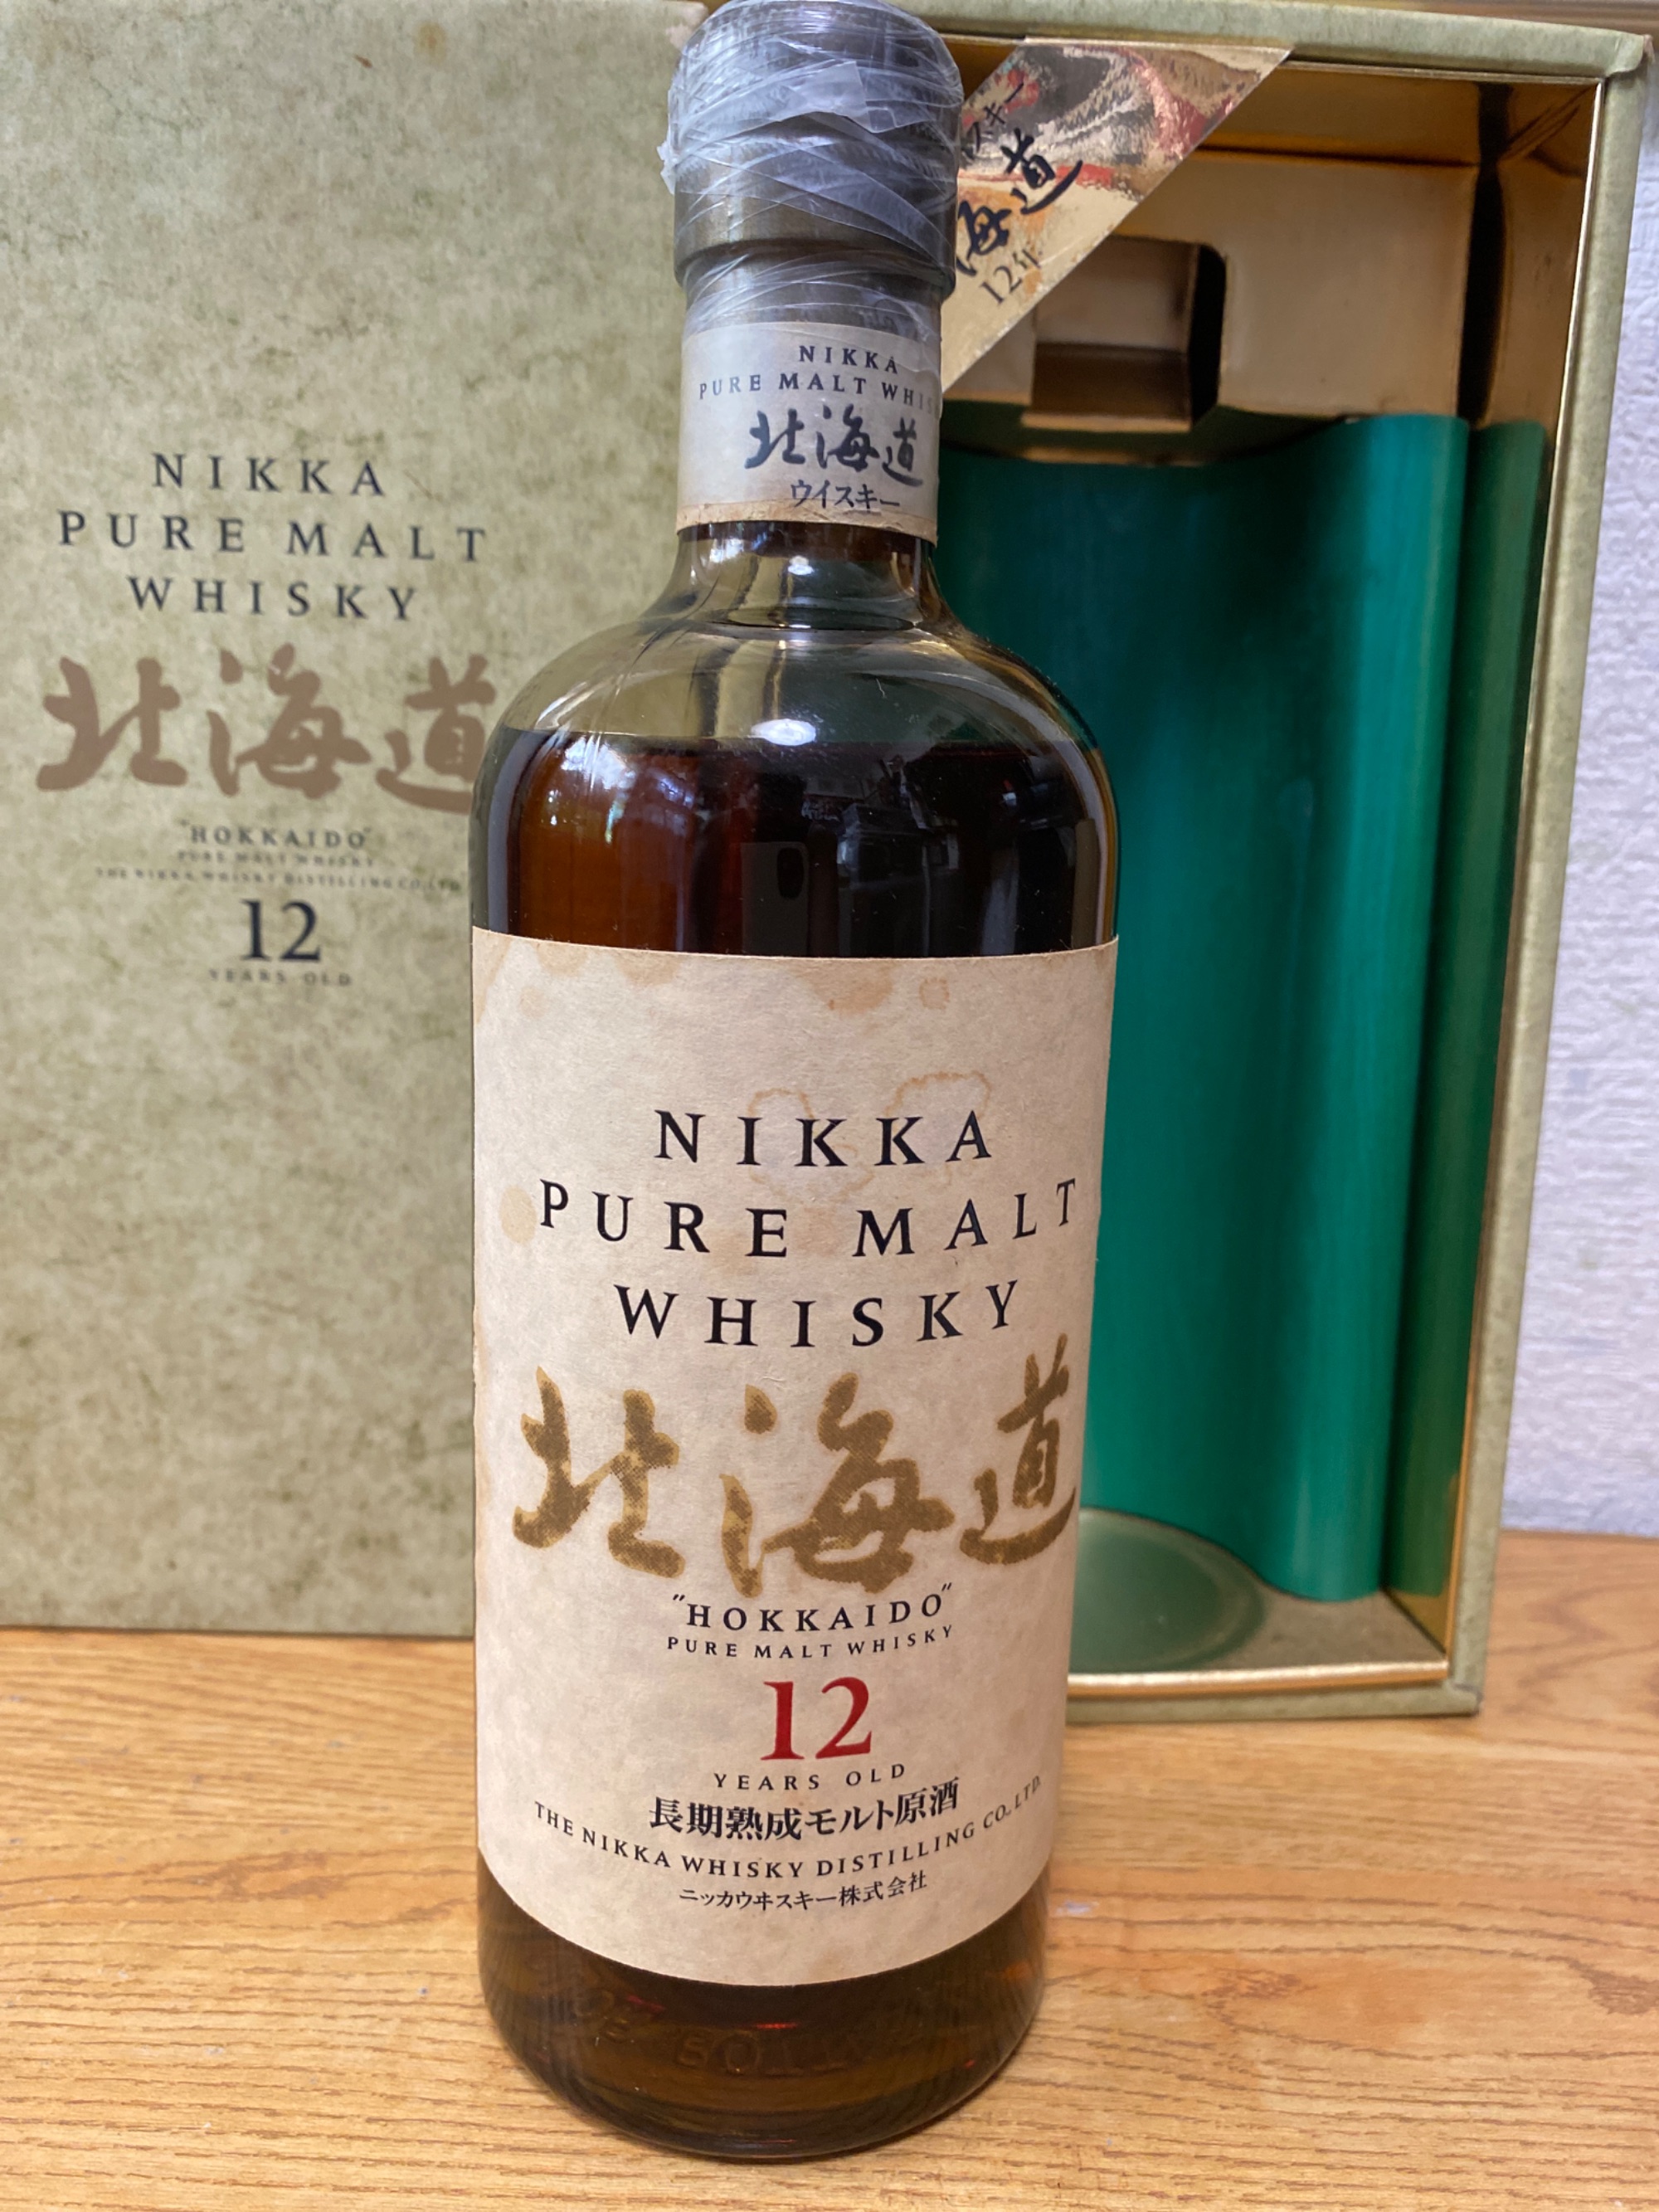 NIKKA
PURE MALT
WHISKY
北海道
"HOKKAIDO"
PURE MALT WHISKY
THE NIKKA WHISKY DISTILLING CO., LTD.
12
YEARS OLD
スキー
海道
12年
NIKKA
PURE MALT WHIS
北海道
ウイスキー
NIKKA
PURE MALT
WHISKY
北海道
"HOKKAIDO"
PURE MALT WHISKY
12
YEARS OLD
長期熟成モルト原酒
THE NIKKA WHISKY DISTILLING CO., LTD.
ニッカウヰスキー株式会社